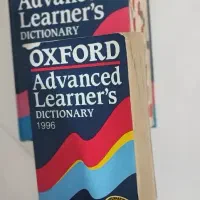 Advanced
Learner's
DICTIONARY
OXFORD
Advanced
Learner's
DICTIONARY
1996